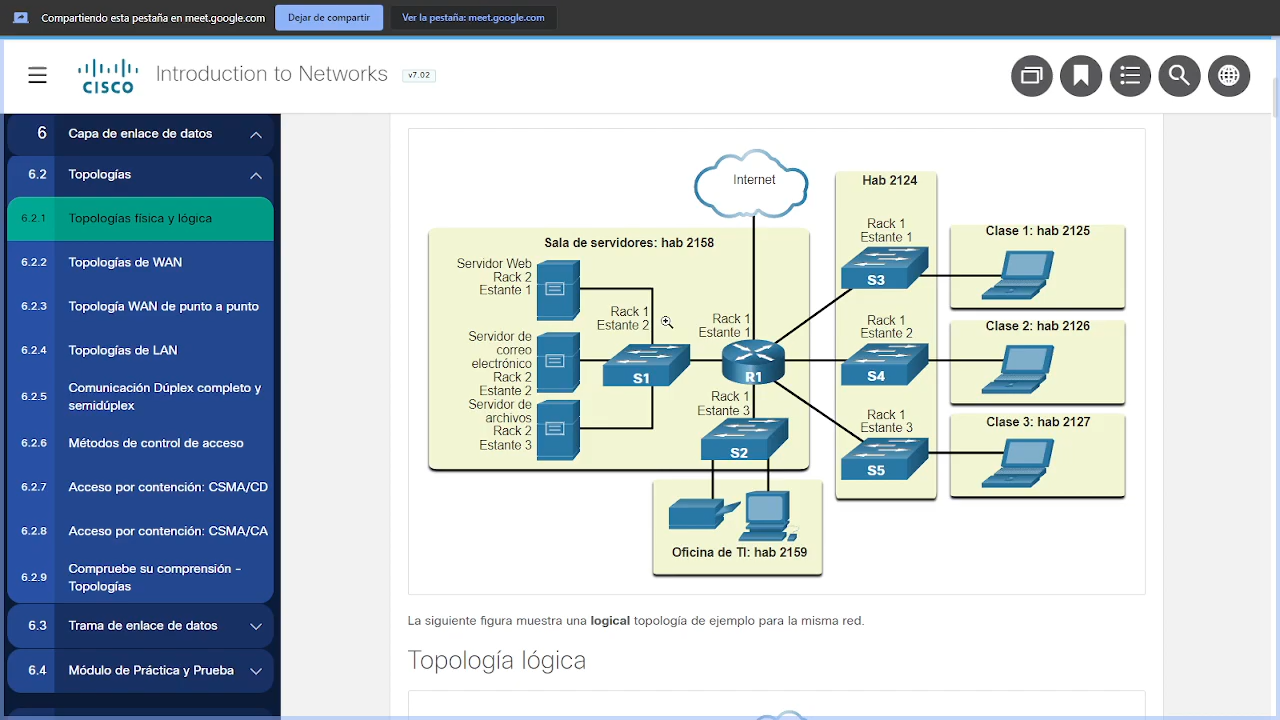 Compartiendo esta pestaña en meet.google.com
Dejar de compartir
Ver la pestaña: meet.google.com
CISCO
Introduction to Networks
v7.02
6 Capa de enlace de datos
6.2 Topologías
6.2.1 Topologías física y lógica
6.2.2 Topologías de WAN
6.2.3 Topología WAN de punto a punto
6.2.4 Topologías de LAN
6.2.5 Comunicación Dúplex completo y
semidúplex
6.2.6 Métodos de control de acceso
6.2.7 Acceso por contención: CSMA/CD
6.2.8 Acceso por contención: CSMA/CA
6.2.9 Compruebe su comprensión -
Topologías
6.3 Trama de enlace de datos
6.4 Módulo de Práctica y Prueba
Internet
Sala de servidores: hab 2158
Servidor Web
Rack 2
Estante 1
Servidor de
correo
electrónico
Rack 2
Estante 2
Servidor de
archivos
Rack 2
Estante 3
Rack 1
Estante 2
S1
Rack 1
Estante 1
R1
Rack 1
Estante 3
S2
Oficina de TI: hab 2159
Hab 2124
Rack 1
Estante 1
S3
Rack 1
Estante 2
S4
Rack 1
Estante 3
S5
Clase 1: hab 2125
Clase 2: hab 2126
Clase 3: hab 2127
La siguiente figura muestra una logical topología de ejemplo para la misma red.
Topología lógica